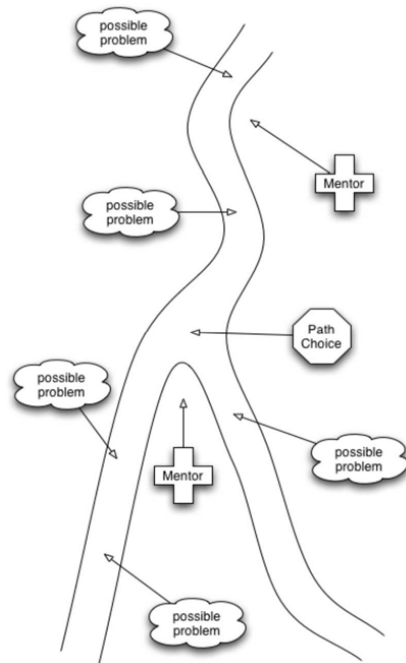 possible
problem
Mentor
possible
problem
Path
Choice
possible
problem
possible
problem
Mentor
possible
problem